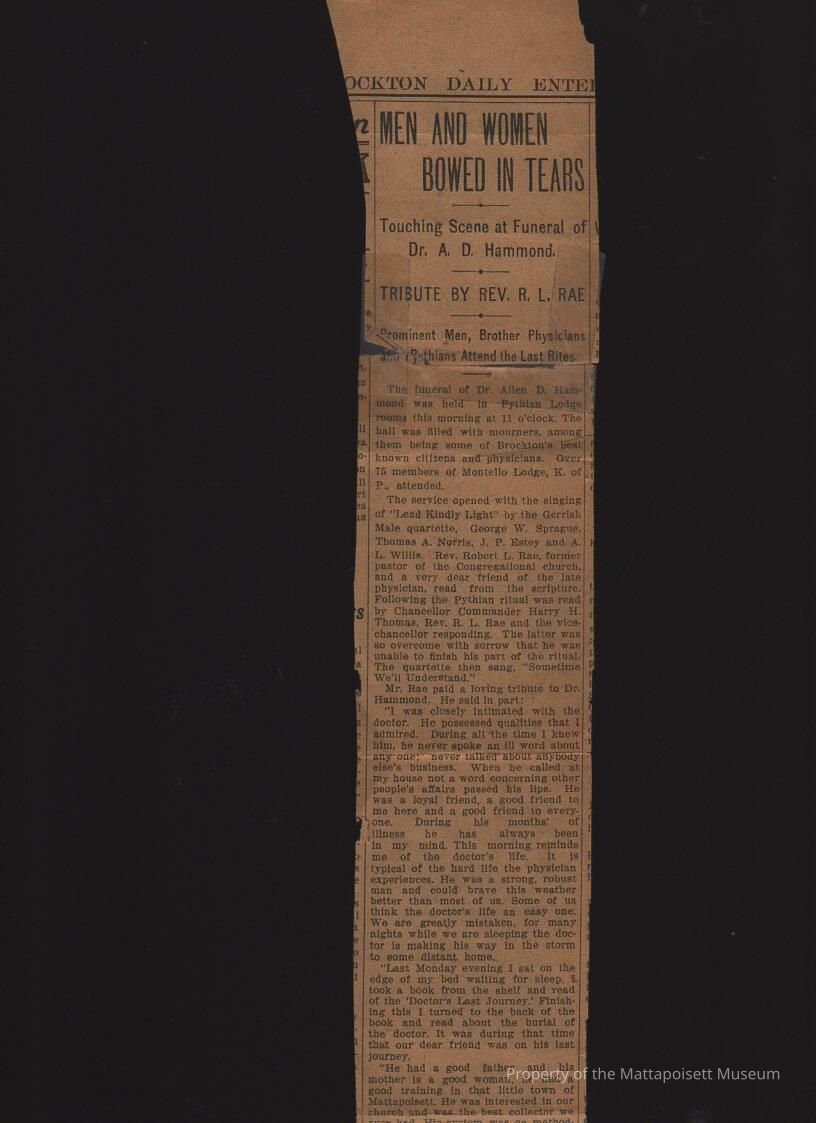 OCKTON DAILY ENTE
MEN AND WOMEN
BOWED IN TEARS
Touching Scene at Funeral of
Dr. A. D. Hammond.
TRIBUTE BY REV. R. L. RAE
Prominent Men, Brother Physicians
and Pythians Attend the Last Rites.
The funeral of Dr. Allen D. Ham-
mond was held in Pythian Lodge
rooms this morning at 11 o'clock. The
hall was filled with mourners, among
them being some of Brockton's best
known citizens and physicians. Over
75 members of Montello Lodge, K. of
P., attended.
The service opened with the singing
of "Lead Kindly Light" by the Gerrish
Male quartette, George W. Sprague,
Thomas A. Norris, J. P. Estey and A.
L. Willis. Rev. Robert L. Rae, former
pastor of the Congregational church,
and a very dear friend of the late
physician, read from the scripture.
Following the Pythian ritual was read
by Chancellor Commander Harry H.
Thomas, Rev. R. L. Rae and the vice-
chancellor responding. The latter was
so overcome with sorrow that he was
unable to finish his part of the ritual.
The quartette then sang, "Sometime
We'll Understand."
Mr. Rae paid a loving tribute to Dr.
Hammond. He said in part:
"I was closely intimated with the
doctor. He possessed qualities that I
admired. During all the time I knew
him, he never spoke an ill word about
any one; never talked about anybody
else's business. When he called at
my house not a word concerning other
people's affairs passed his lips. He
was a loyal friend, a good friend to
me here and a good friend to every-
one. During his months' of
illness he has always been
in my mind. This morning reminds
me of the doctor's life. It is
typical of the hard life the physician
experiences. He was a strong, robust
man and could brave this weather
better than most of us. Some of us
think the doctor's life an easy one.
We are greatly mistaken, for many
nights while we are sleeping the doc-
tor is making his way in the storm
to some distant home.
"Last Monday evening I sat on the
edge of my bed waiting for sleep. I
took a book from the shelf and read
of the 'Doctor's Last Journey.' Finish-
ing this I turned to the back of the
book and read about the burial of
the doctor. It was during that time
that our dear friend was on his last
journey.
"He had a good father and his
mother is a good woman, he had a
good training in that little town of
Mattapoisett. He was interested in our
church and was the best collector we
ever had. His system was as method-
Property of the Mattapoisett Museum